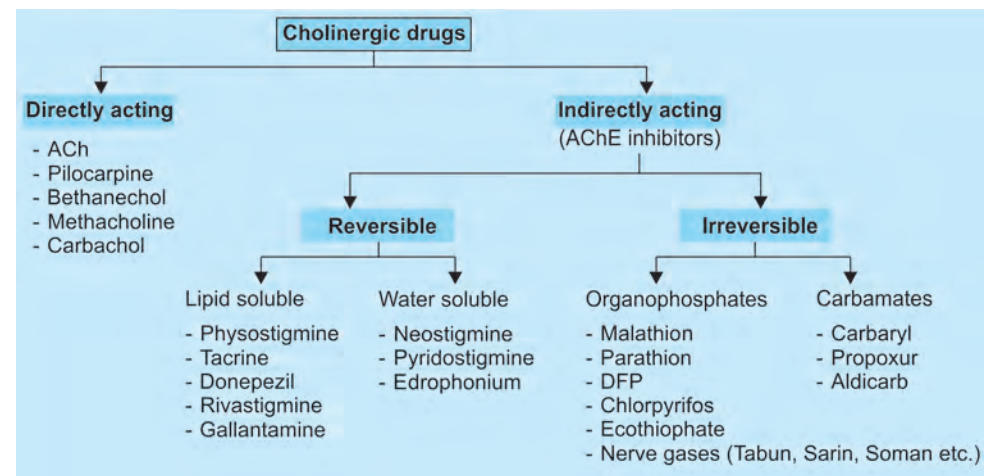 Cholinergic drugs
Directly acting
- ACh
- Pilocarpine
- Bethanechol
- Methacholine
- Carbachol
Indirectly acting
(AChE inhibitors)
Reversible
Lipid soluble
- Physostigmine
- Tacrine
- Donepezil
- Rivastigmine
- Gallantamine
Water soluble
- Neostigmine
- Pyridostigmine
- Edrophonium
Irreversible
Organophosphates
- Malathion
- Parathion
- DFP
- Chlorpyrifos
- Ecothiophate
- Nerve gases (Tabun, Sarin, Soman etc.)
Carbamates
- Carbaryl
- Propoxur
- Aldicarb